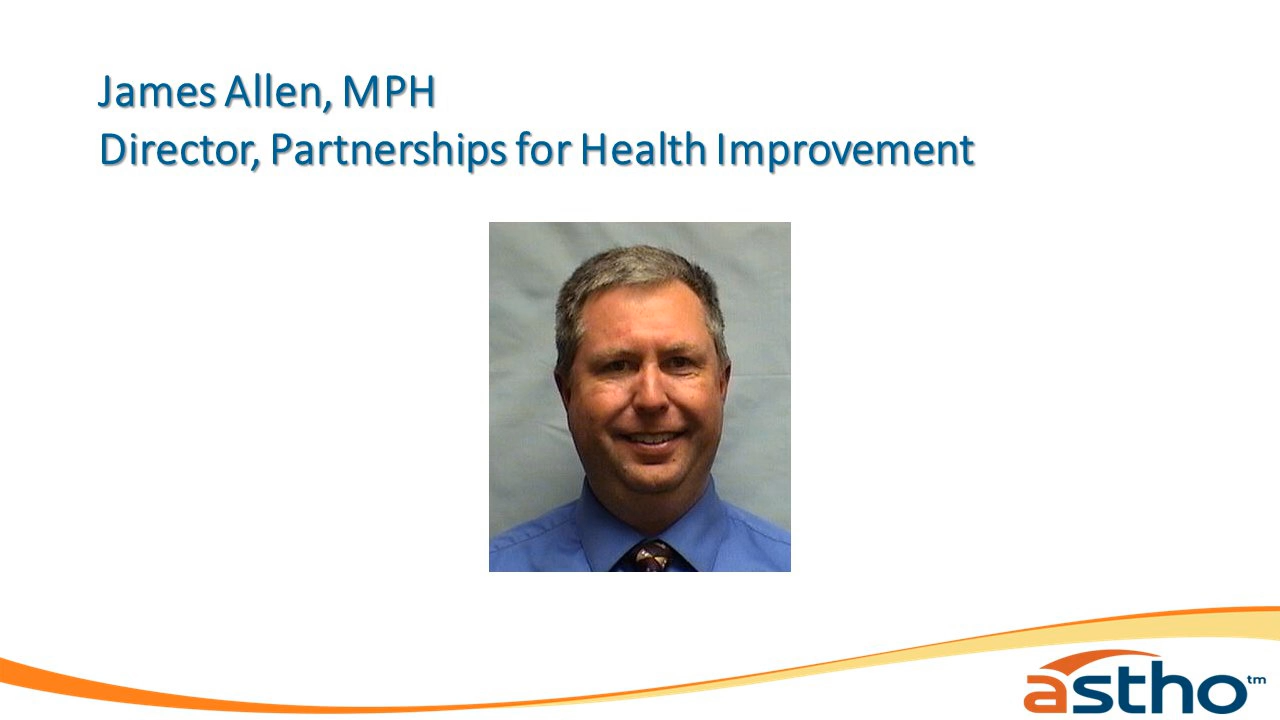 James Allen, MPH
Director, Partnerships for Health Improvement
astho™